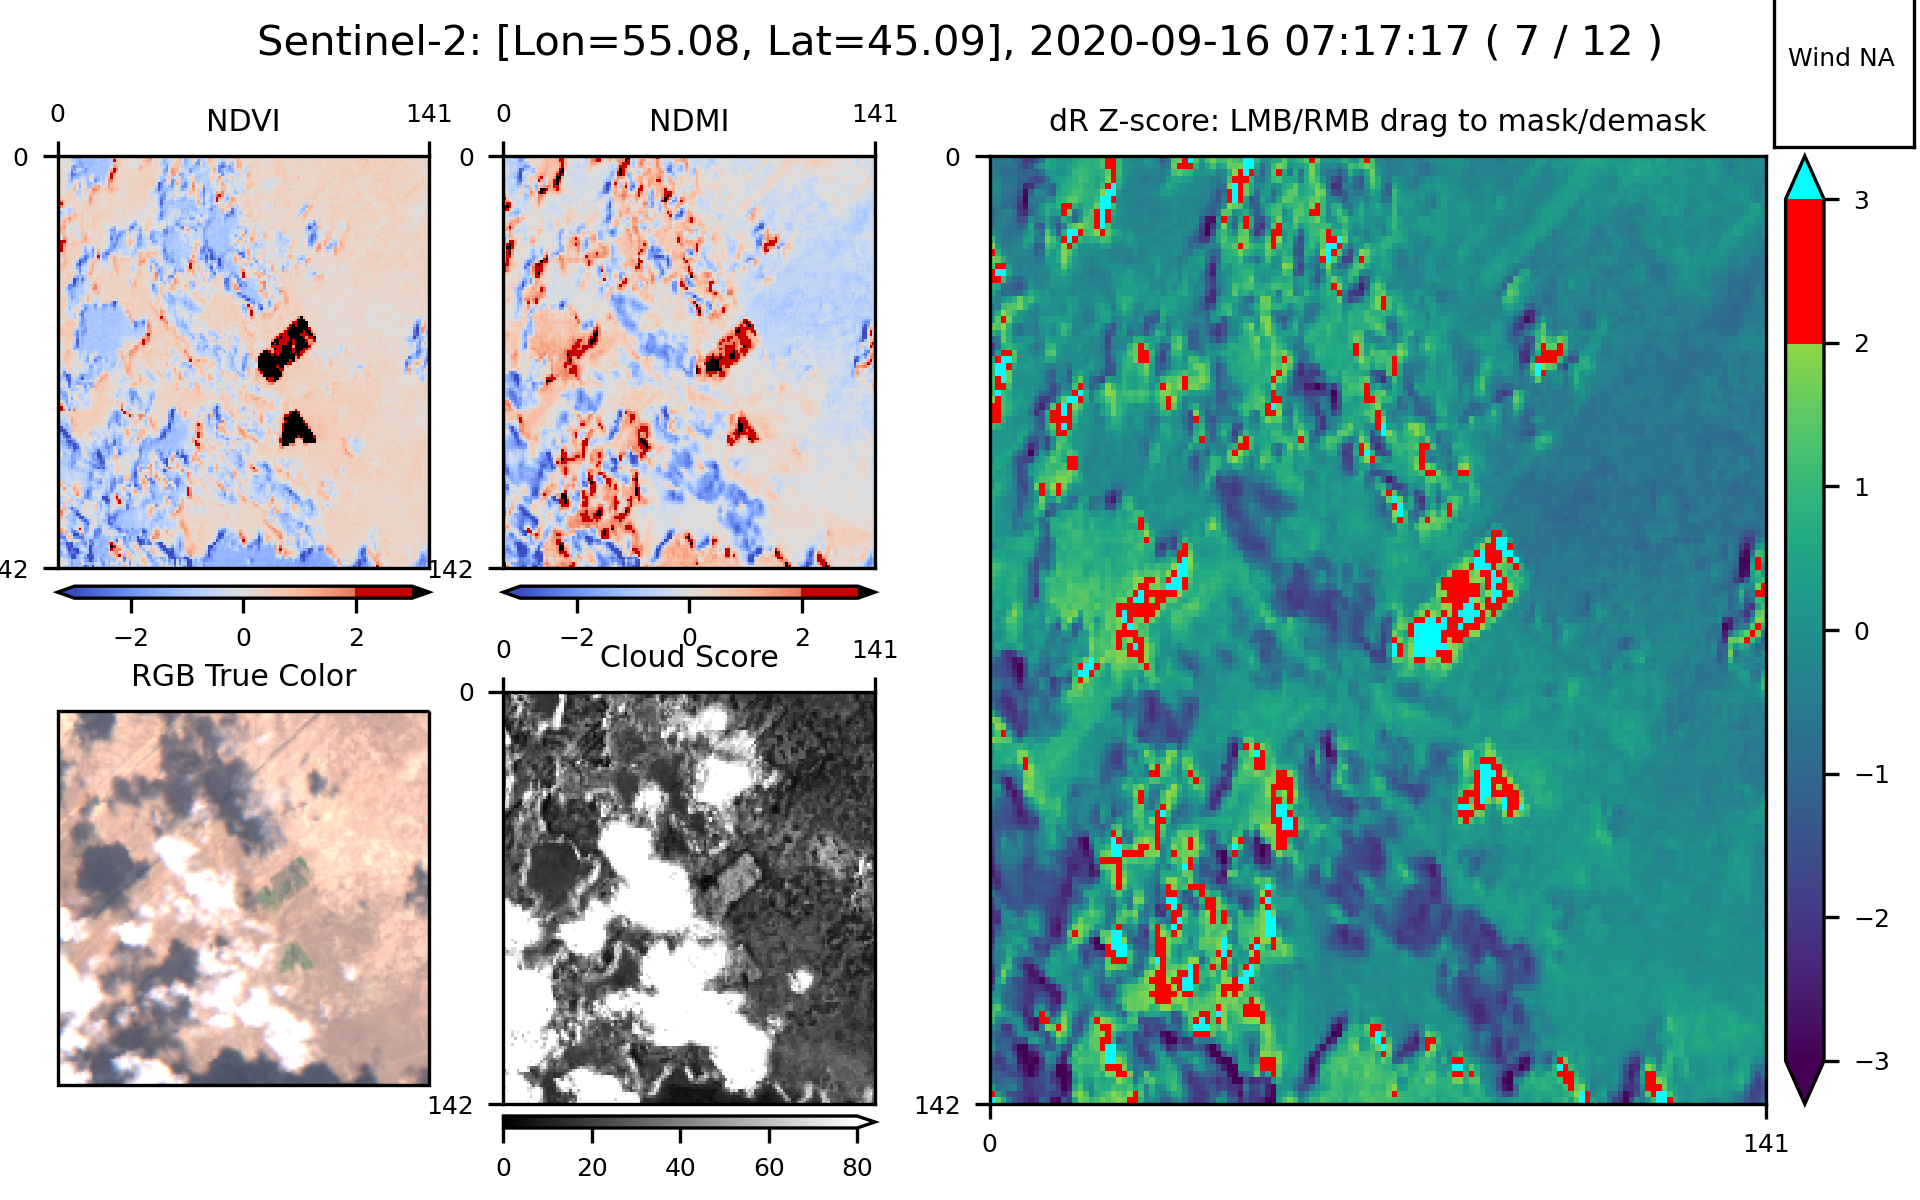 Sentinel-2: [Lon=55.08, Lat=45.09], 2020-09-16 07:17:17 ( 7 / 12 )
Wind NA
NDVI
0 141
0
42
−2 0 2
NDMI
0 141
0
142
−2 0 2
dR Z-score: LMB/RMB drag to mask/demask
0
142
0 141
3
2
1
0
−1
−2
−3
RGB True Color
Cloud Score
0 141
0
142
0 20 40 60 80